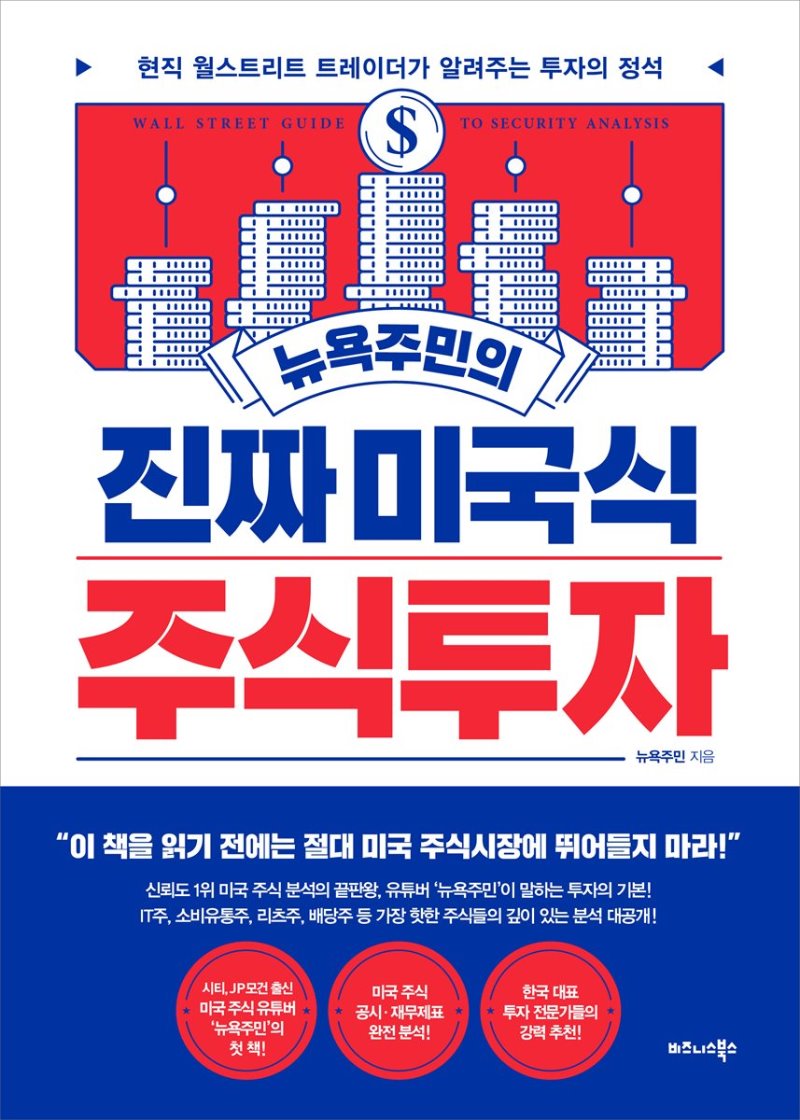 현직 월스트리트 트레이더가 알려주는 투자의 정석
WALL STREET GUIDE TO SECURITY ANALYSIS
$
뉴욕주민의
진짜 미국식
주식투자
뉴욕주민 지음
“이 책을 읽기 전에는 절대 미국 주식시장에 뛰어들지 마라!”
신뢰도 1위 미국 주식 분석의 끝판왕, 유튜버 ‘뉴욕주민’이 말하는 투자의 기본!
IT주, 소비유통주, 리츠주, 배당주 등 가장 핫한 주식들의 깊이 있는 분석 대공개!
시티, JP모건 출신
미국 주식 유튜버
‘뉴욕주민’의
첫 책!
미국 주식
공시·재무제표
완전 분석!
한국 대표
투자 전문가들의
강력 추천!
비즈니스북스